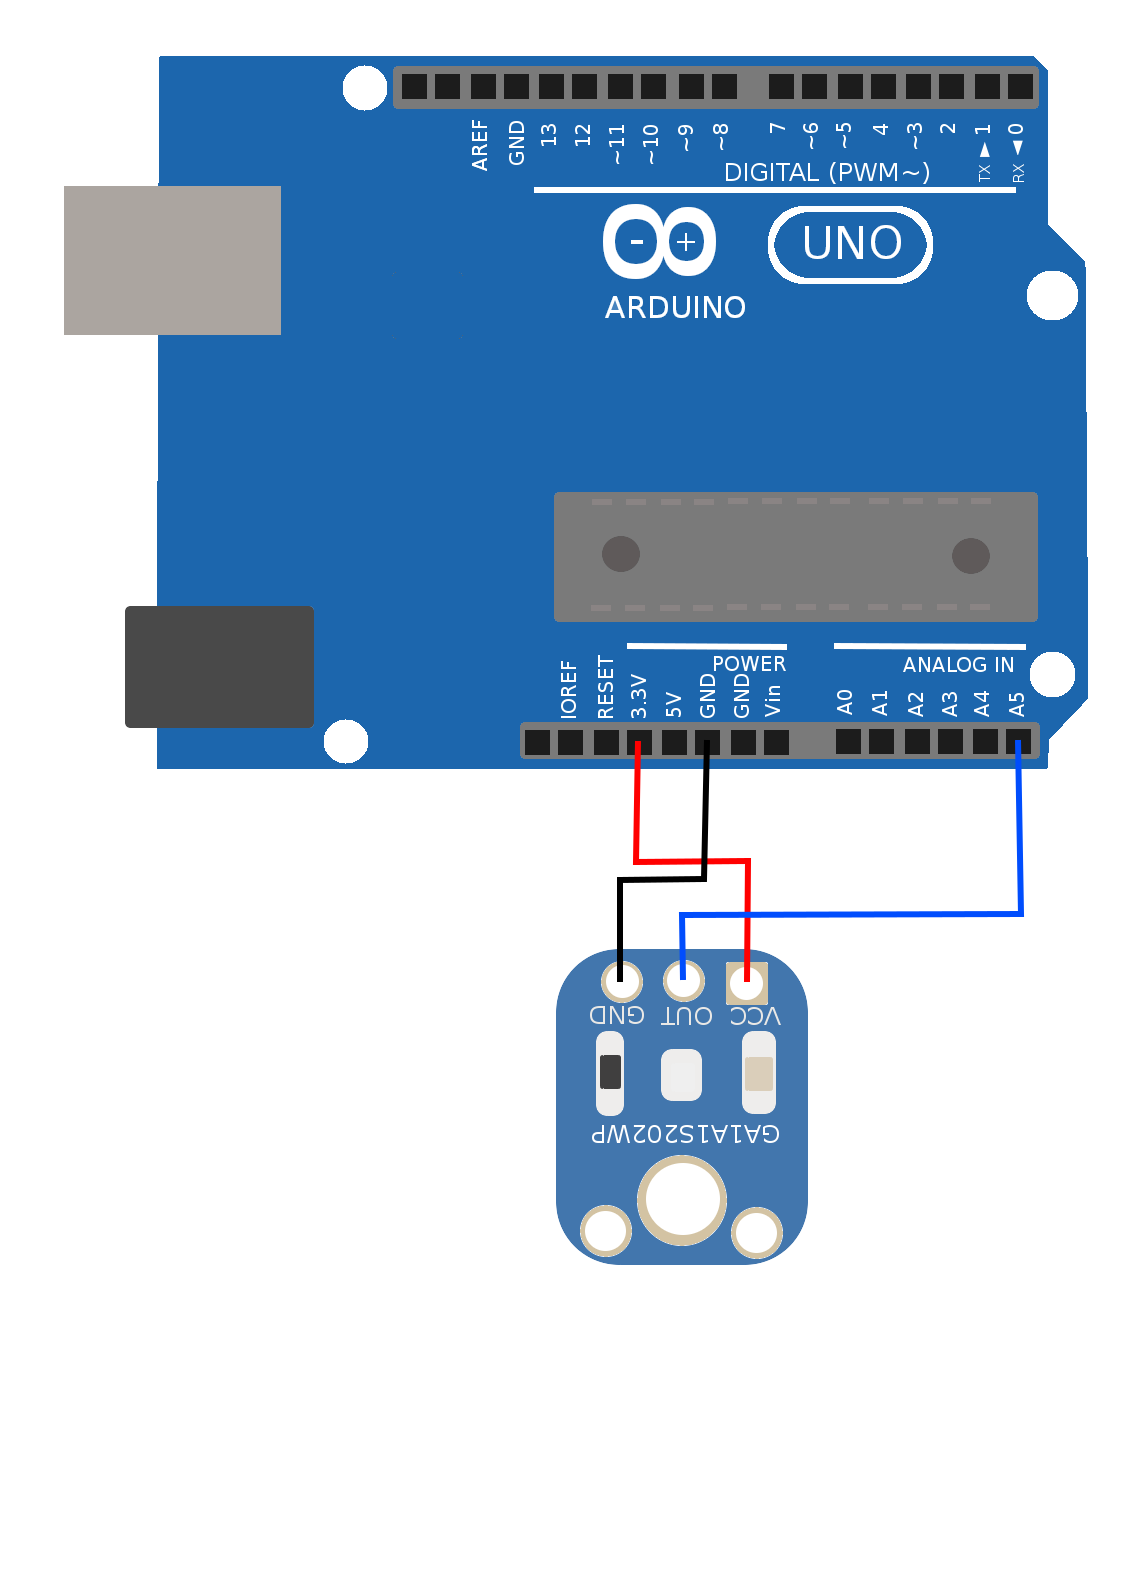 AREF GND 13 12 ~11 ~10 ~9 ~8 7 ~6 ~5 4 ~3 2 TX ► 1 RX ◄ 0
DIGITAL (PWM~)
- +
UNO
ARDUINO
POWER
ANALOG IN
IOREF RESET 3.3V 5V GND GND Vin A0 A1 A2 A3 A4 A5
GND OUT VCC
GA1A1S202WP